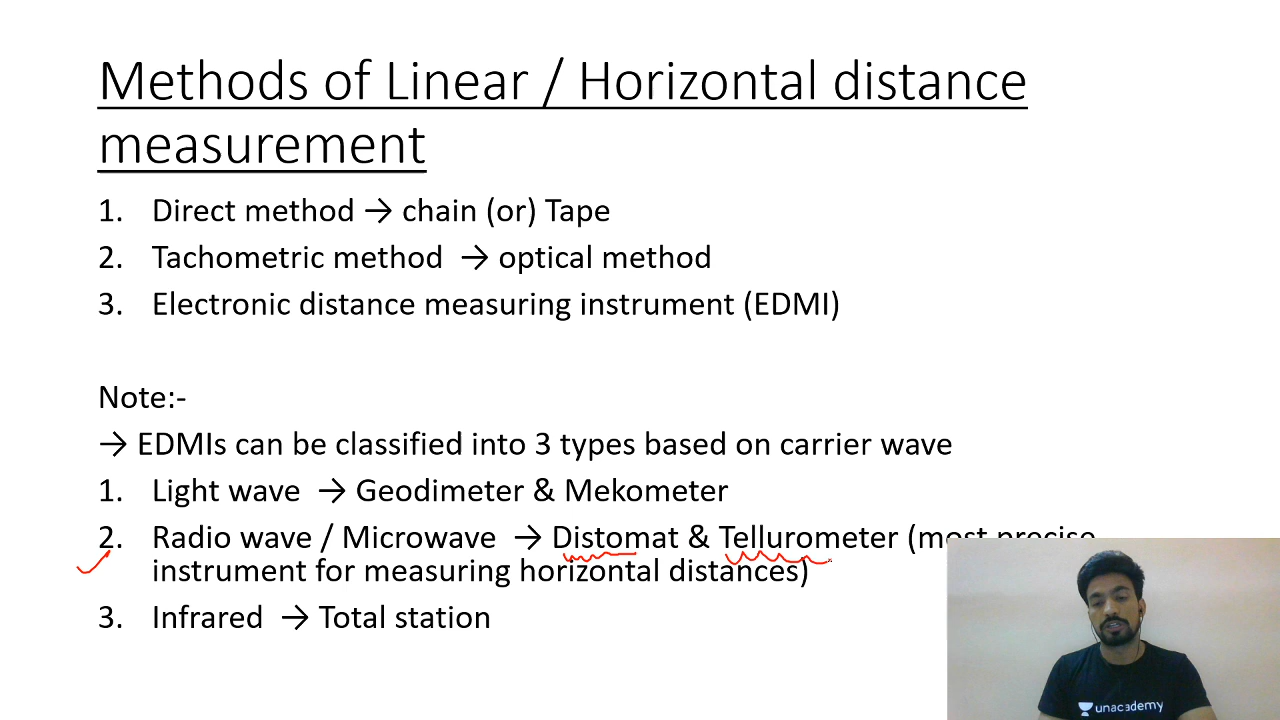 Methods of Linear / Horizontal distance
measurement
1. Direct method → chain (or) Tape
2. Tachometric method → optical method
3. Electronic distance measuring instrument (EDMI)
Note:-
→ EDMIs can be classified into 3 types based on carrier wave
1. Light wave → Geodimeter & Mekometer
2. Radio wave / Microwave → Distomat & Tellurometer (most precise
instrument for measuring horizontal distances)
3. Infrared → Total station
unacademy